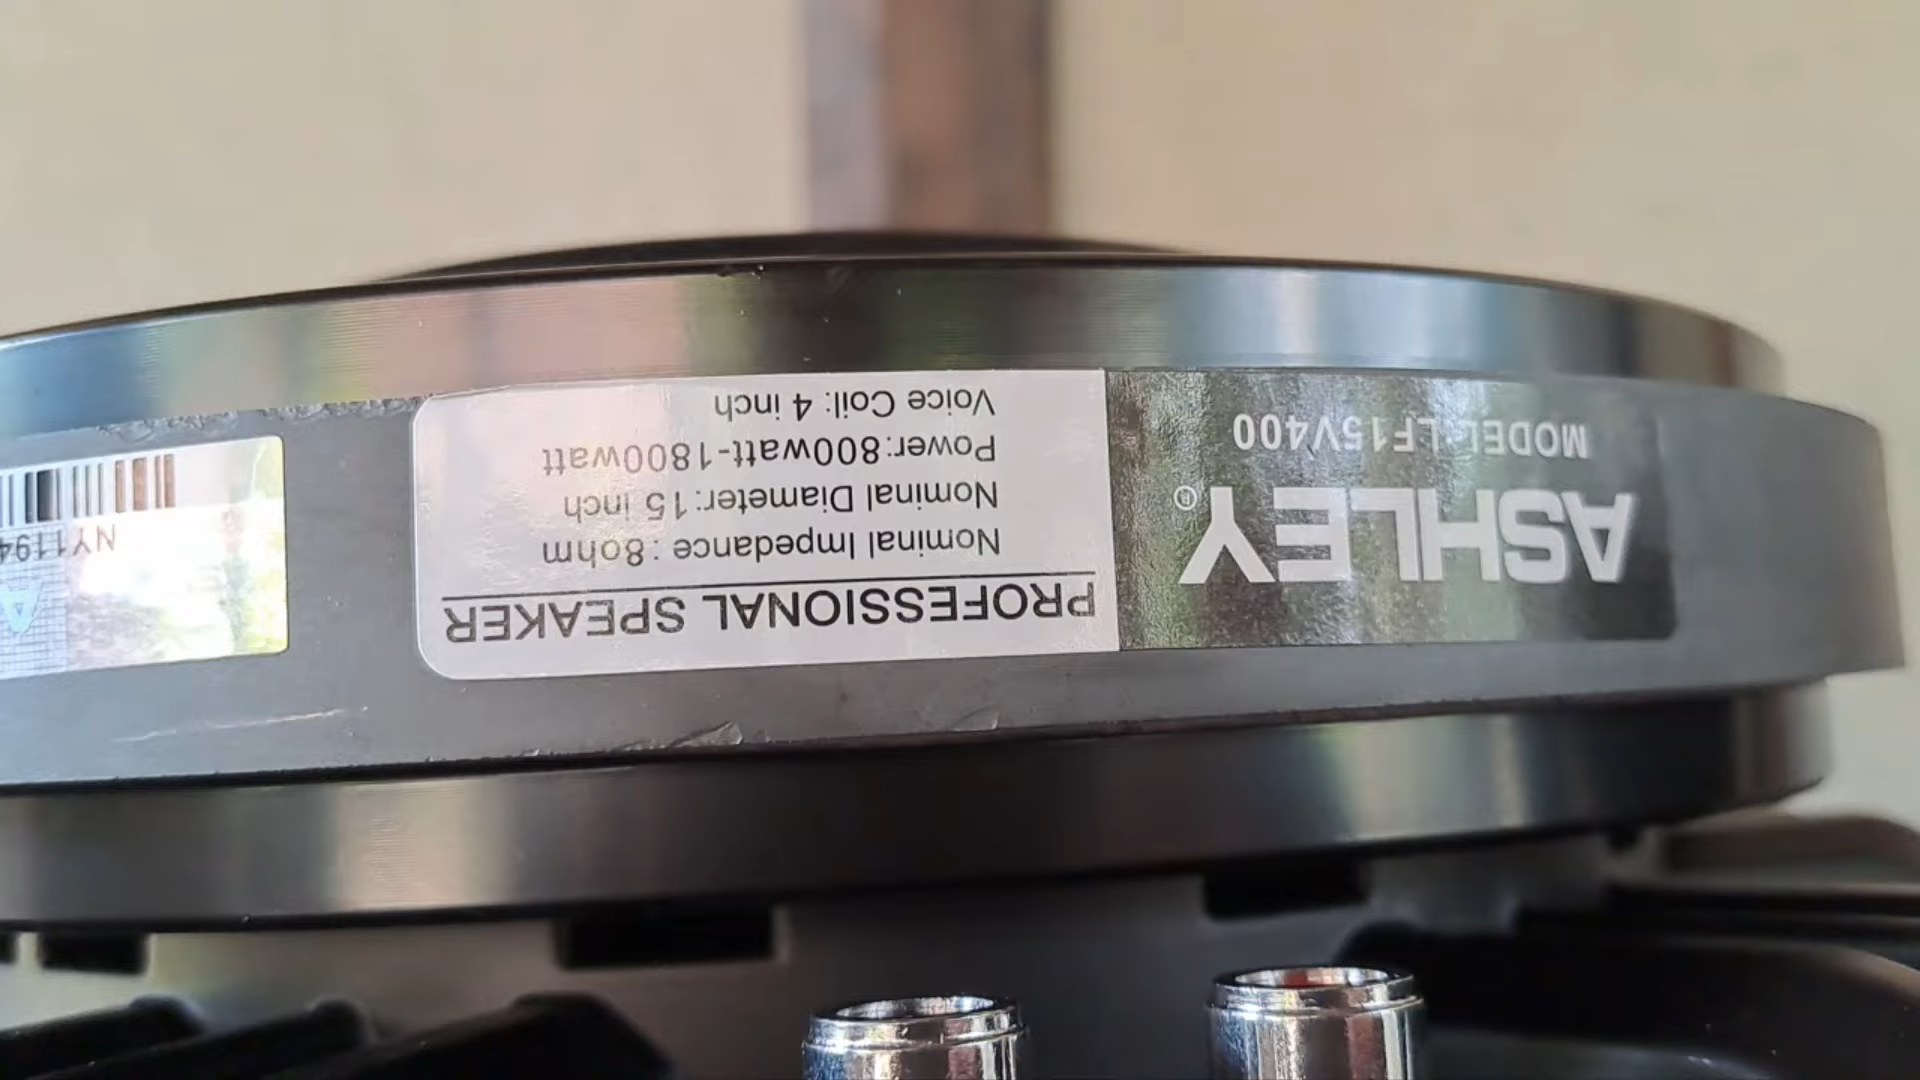 ASHLEY®
MODEL: LF15V400
PROFESSIONAL SPEAKER
Nominal Impedance : 8ohm
Nominal Diameter:15 inch
Power:800watt-1800watt
Voice Coil: 4 inch